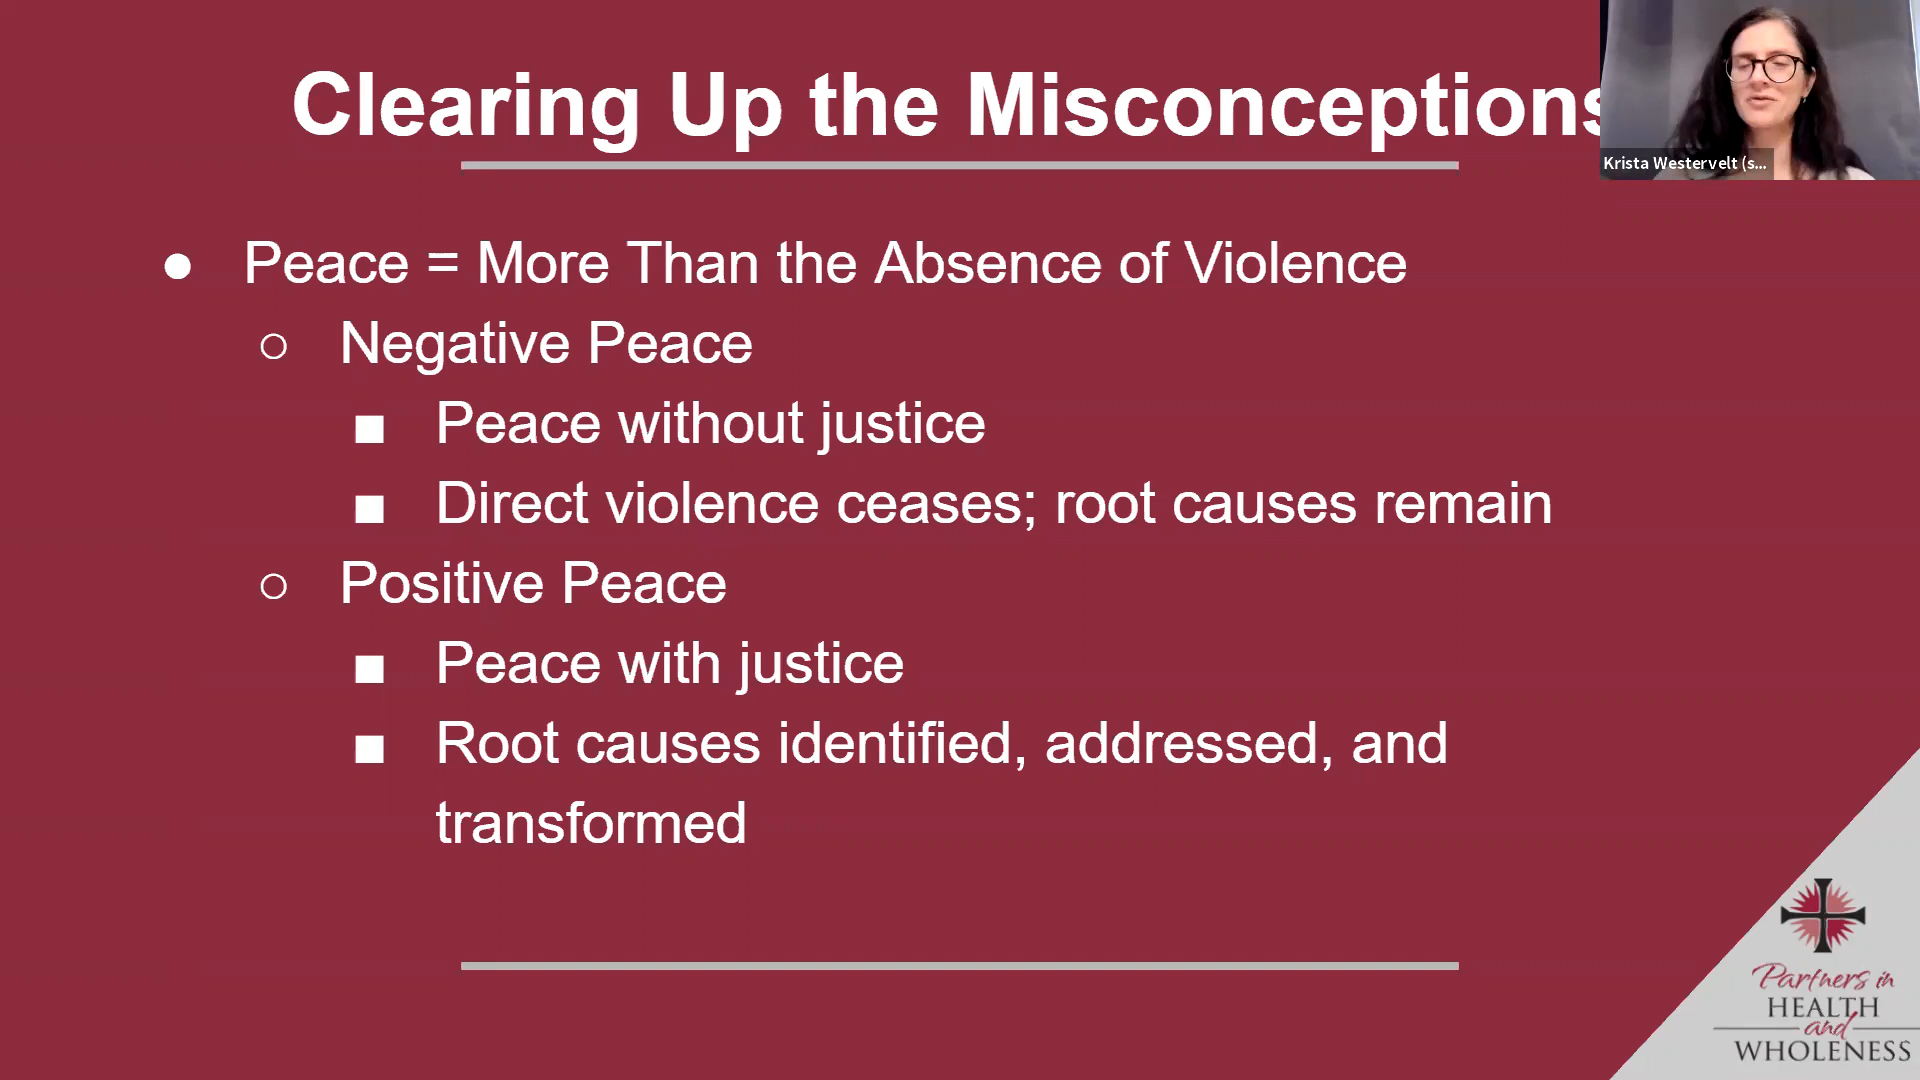 Clearing Up the Misconceptions
Krista Westervelt (s...
● Peace = More Than the Absence of Violence
○ Negative Peace
■ Peace without justice
■ Direct violence ceases; root causes remain
○ Positive Peace
■ Peace with justice
■ Root causes identified, addressed, and
transformed
Partners in
HEALTH
and
WHOLENESS